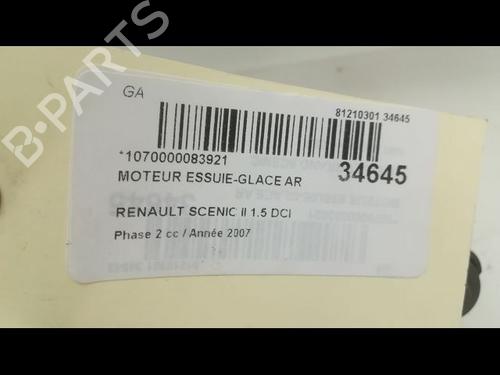 B-PARTS
GA
81210301 34645
*1070000083921
34645
MOTEUR ESSUIE-GLACE AR
RENAULT SCENIC II 1.5 DCI
Phase 2 cc / Année 2007